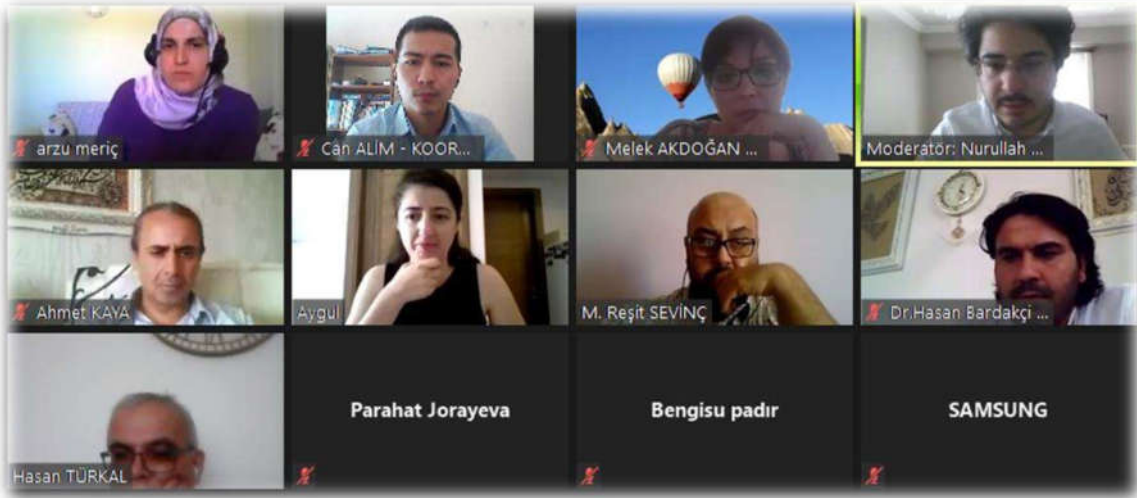 arzu meriç
Can ALİM - KOOR...
Melek AKDOĞAN ...
Moderatör: Nurullah ...
Ahmet KAYA
Aygul
M. Reşit SEVİNÇ
Dr.Hasan Bardakçi ...
Hasan TÜRKAL
Parahat Jorayeva
Bengisu padır
SAMSUNG